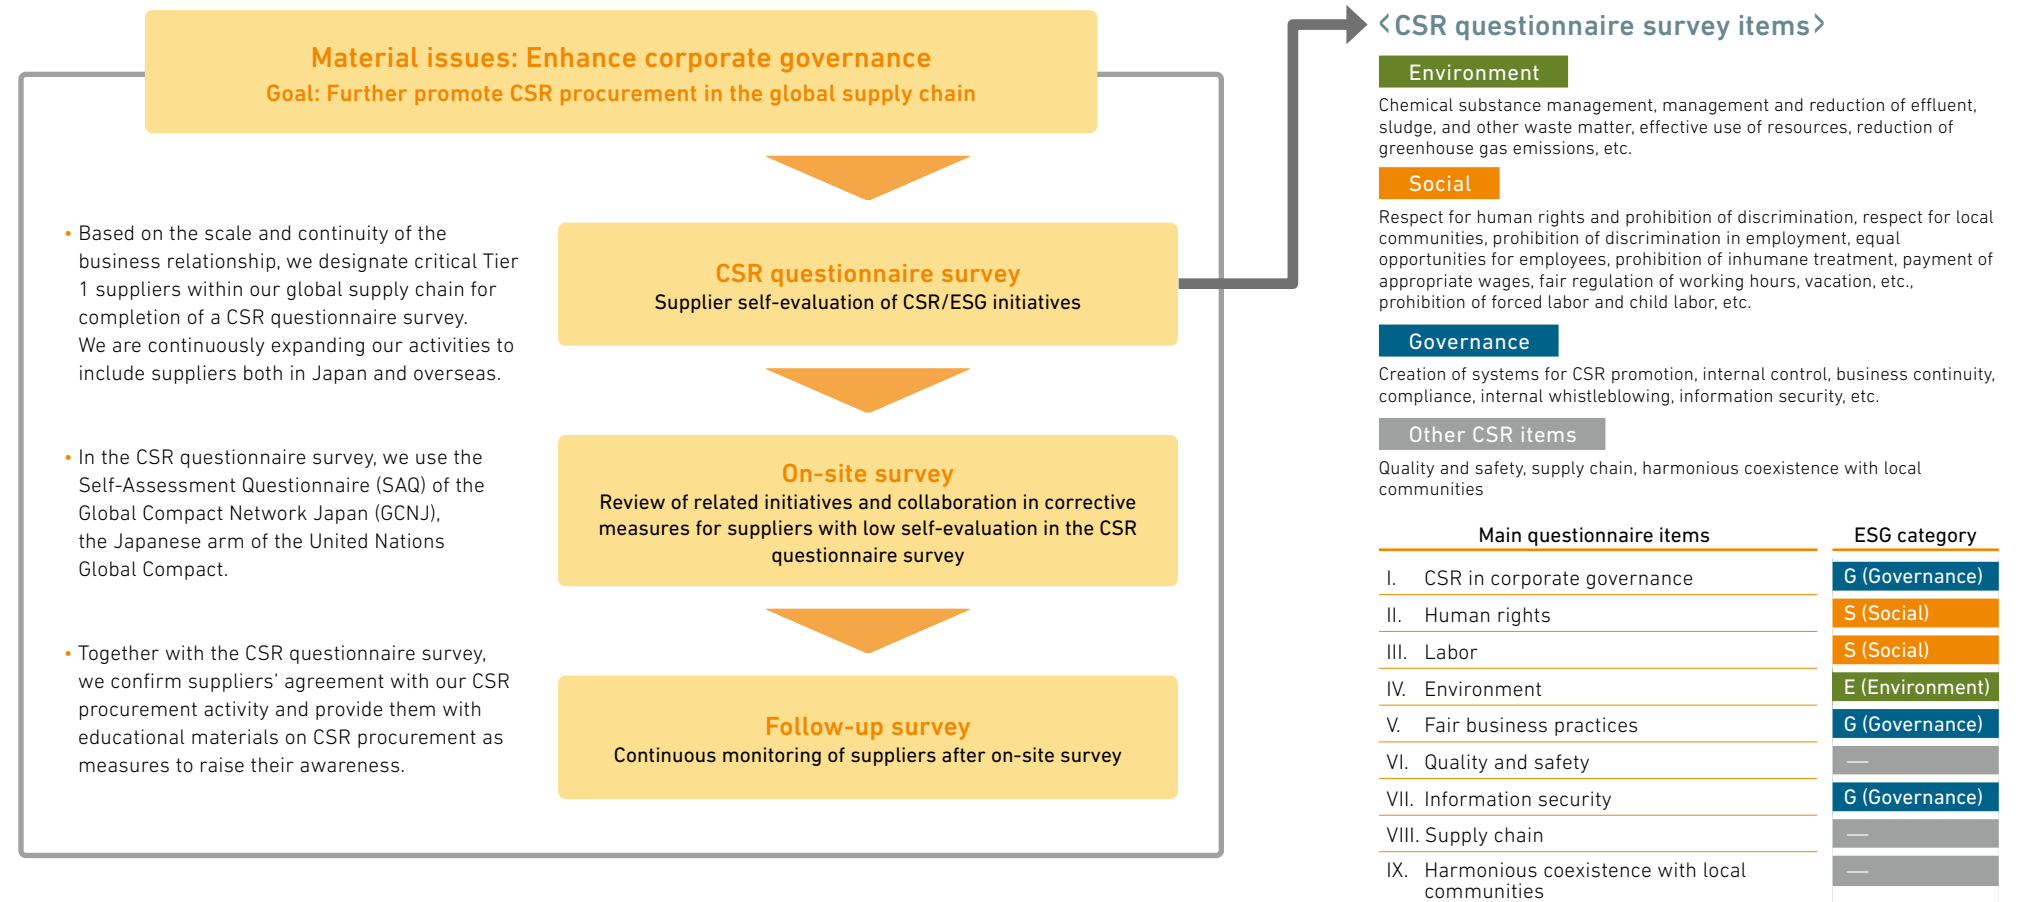 Material issues: Enhance corporate governance
Goal: Further promote CSR procurement in the global supply chain
• Based on the scale and continuity of the
business relationship, we designate critical Tier
1 suppliers within our global supply chain for
completion of a CSR questionnaire survey.
We are continuously expanding our activities to
include suppliers both in Japan and overseas.
• In the CSR questionnaire survey, we use the
Self-Assessment Questionnaire (SAQ) of the
Global Compact Network Japan (GCNJ),
the Japanese arm of the United Nations
Global Compact.
• Together with the CSR questionnaire survey,
we confirm suppliers’ agreement with our CSR
procurement activity and provide them with
educational materials on CSR procurement as
measures to raise their awareness.
CSR questionnaire survey
Supplier self-evaluation of CSR/ESG initiatives
On-site survey
Review of related initiatives and collaboration in corrective
measures for suppliers with low self-evaluation in the CSR
questionnaire survey
Follow-up survey
Continuous monitoring of suppliers after on-site survey
<CSR questionnaire survey items>
Environment
Chemical substance management, management and reduction of effluent,
sludge, and other waste matter, effective use of resources, reduction of
greenhouse gas emissions, etc.
Social
Respect for human rights and prohibition of discrimination, respect for local
communities, prohibition of discrimination in employment, equal
opportunities for employees, prohibition of inhumane treatment, payment of
appropriate wages, fair regulation of working hours, vacation, etc.,
prohibition of forced labor and child labor, etc.
Governance
Creation of systems for CSR promotion, internal control, business continuity,
compliance, internal whistleblowing, information security, etc.
Other CSR items
Quality and safety, supply chain, harmonious coexistence with local
communities
Main questionnaire items ESG category
I. CSR in corporate governance G (Governance)
II. Human rights S (Social)
III. Labor S (Social)
IV. Environment E (Environment)
V. Fair business practices G (Governance)
VI. Quality and safety —
VII. Information security G (Governance)
VIII. Supply chain —
IX. Harmonious coexistence with local —
communities